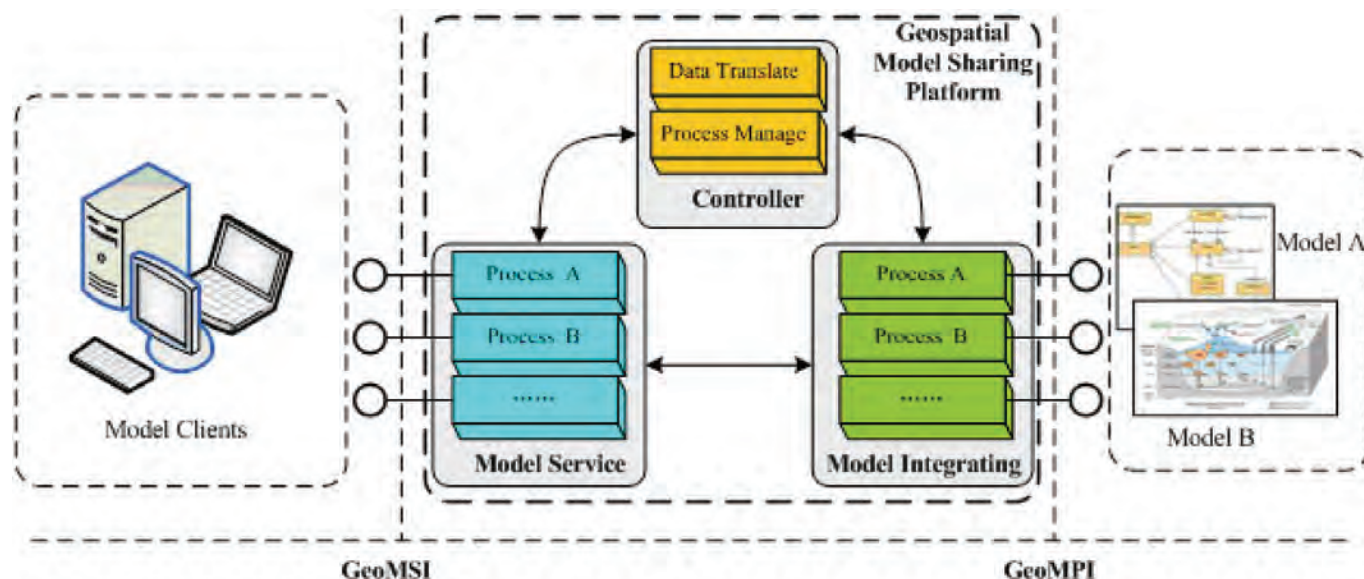 Geospatial
Model Sharing
Platform
Data Translate
Process Manage
Controller
Model Clients
Process A
Process B
......
Model Service
Process A
Process B
......
Model Integrating
Model A
Model B
GeoMSI
GeoMPI